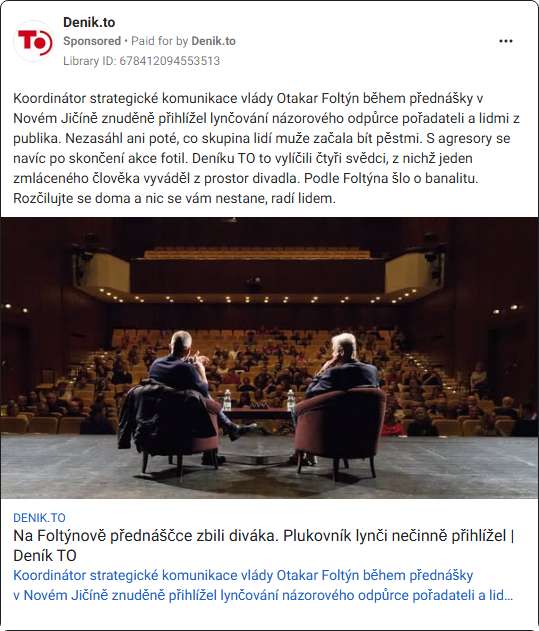 Denik.to
Sponsored • Paid for by Denik.to
Library ID: 678412094553513
TO
Koordinátor strategické komunikace vlády Otakar Foltýn během přednášky v
Novém Jičíně znuděně přihlížel lynčování názorového odpůrce pořadateli a lidmi z
publika. Nezasáhl ani poté, co skupina lidí muže začala bít pěstmi. S agresory se
navíc po skončení akce fotil. Deníku TO to vylíčili čtyři svědci, z nichž jeden
zmláceného člověka vyváděl z prostor divadla. Podle Foltýna šlo o banalitu.
Rozčilujte se doma a nic se vám nestane, radí lidem.
DENIK.TO
Na Foltýnově přednáščce zbili diváka. Plukovník lynči nečinně přihlížel |
Deník TO
Koordinátor strategické komunikace vlády Otakar Foltýn během přednášky
v Novém Jičíně znuděně přihlížel lynčování názorového odpůrce pořadateli a lid...